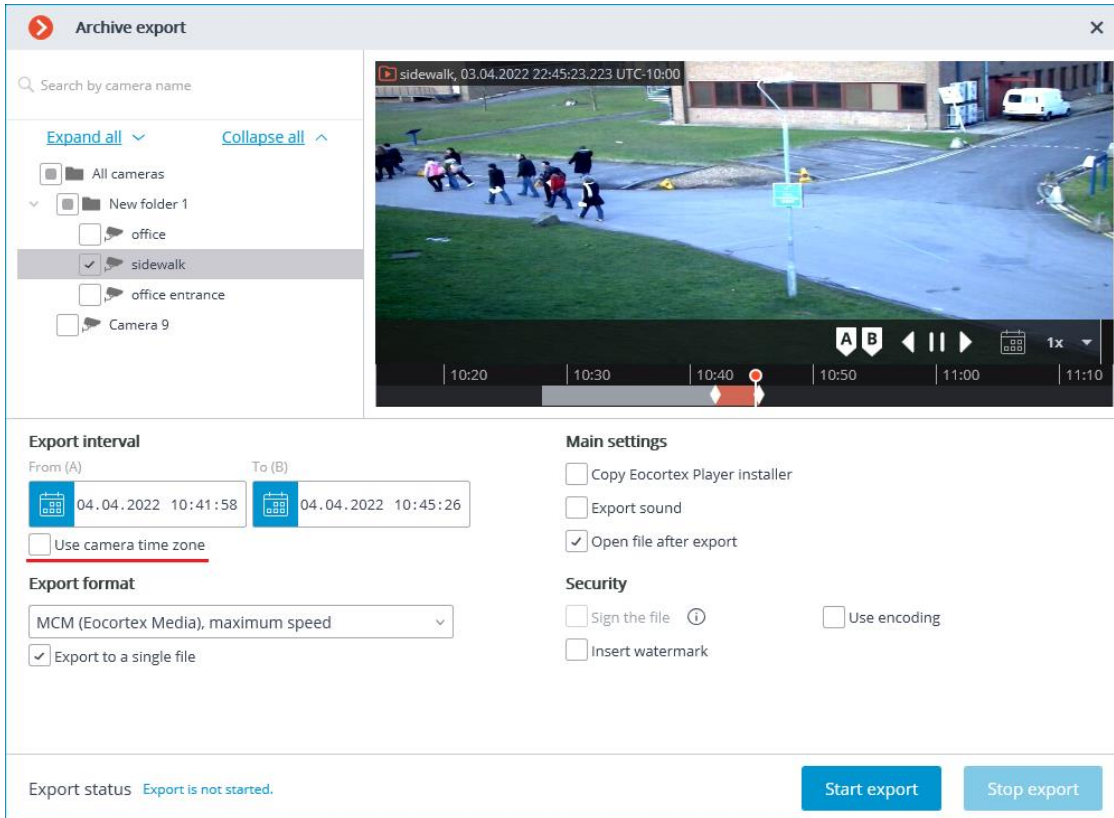 Archive export
Search by camera name
Expand all
Collapse all
All cameras
New folder 1
office
sidewalk
office entrance
Camera 9
sidewalk, 03.04.2022 22:45:23.223 UTC-10:00
A B 1x
10:20 10:30 10:40 10:50 11:00 11:10
Export interval
From (A) To (B)
04.04.2022 10:41:58 04.04.2022 10:45:26
Use camera time zone
Export format
MCM (Eocortex Media), maximum speed
Export to a single file
Main settings
Copy Eocortex Player installer
Export sound
Open file after export
Security
Sign the file Use encoding
Insert watermark
Export status Export is not started.
Start export Stop export